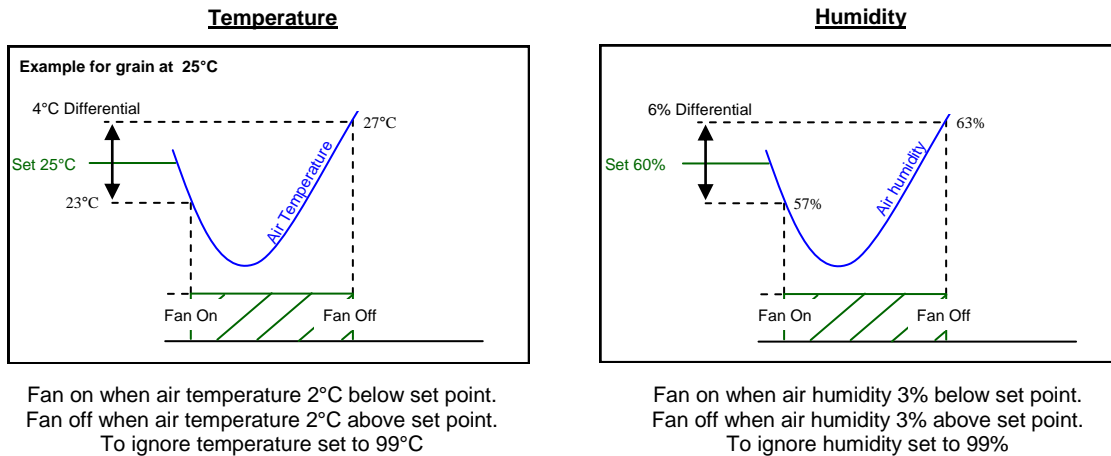 Temperature
Example for grain at 25°C
4°C Differential
27°C
Set 25°C
23°C
Air Temperature
Fan On
Fan Off
Fan on when air temperature 2°C below set point.
Fan off when air temperature 2°C above set point.
To ignore temperature set to 99°C
Humidity
6% Differential
63%
Set 60%
57%
Air humidity
Fan On
Fan Off
Fan on when air humidity 3% below set point.
Fan off when air humidity 3% above set point.
To ignore humidity set to 99%